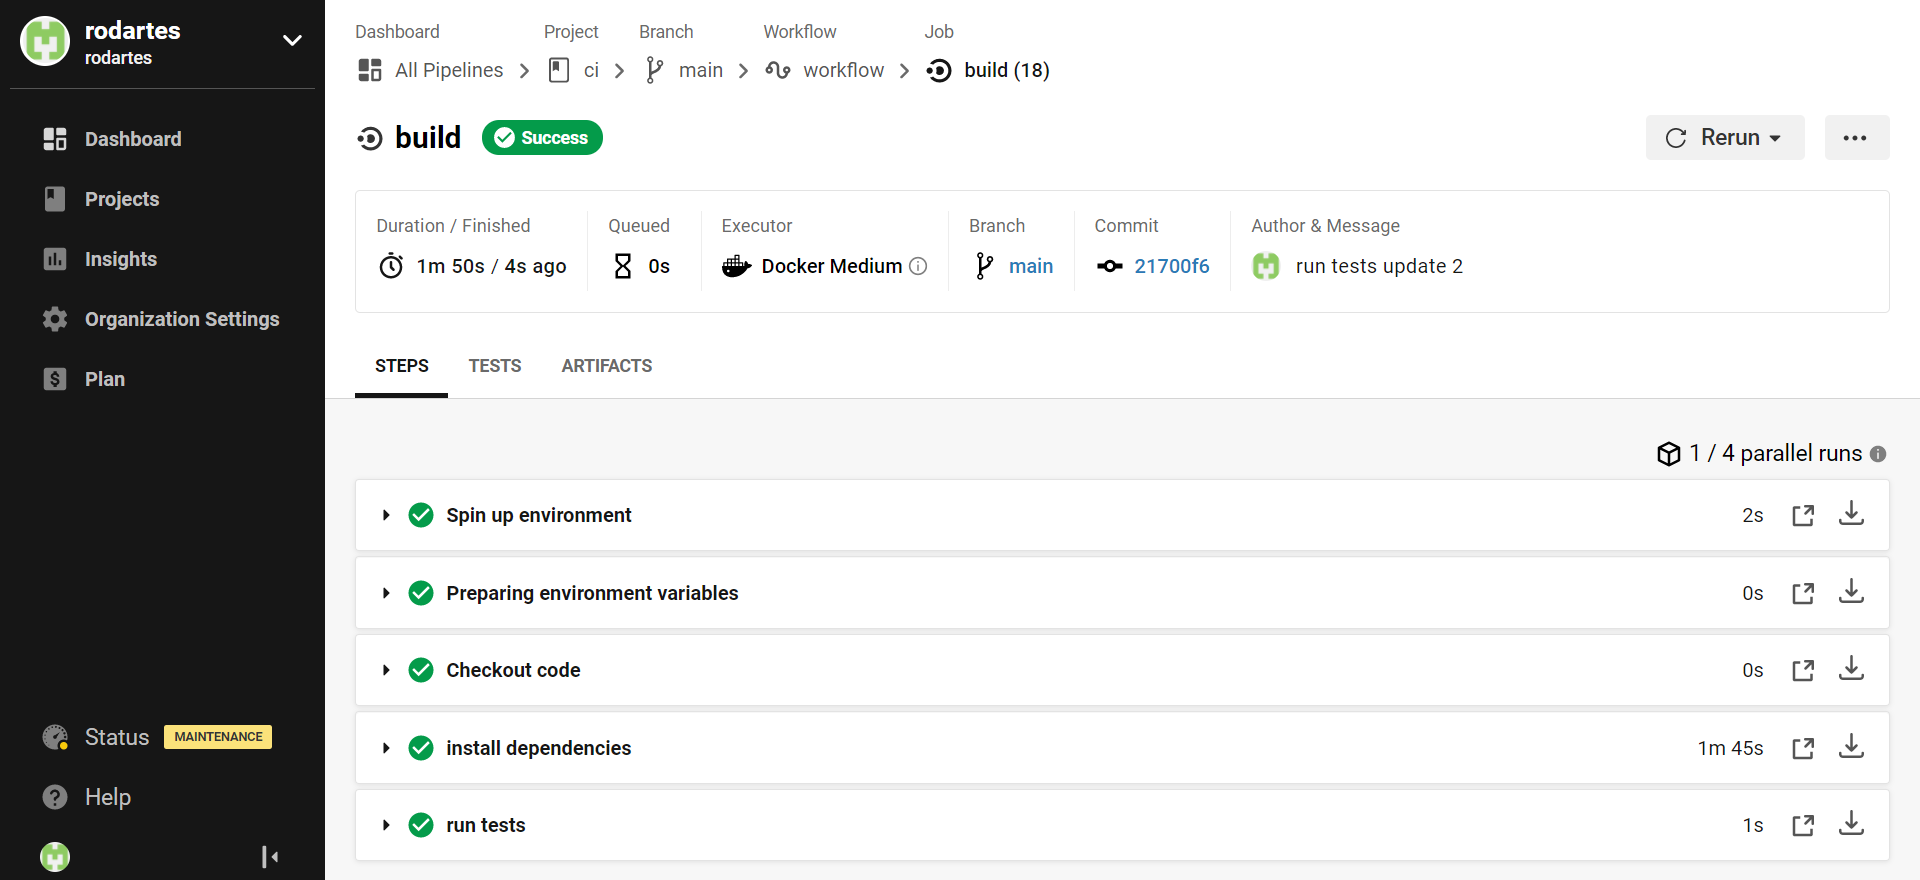 rodartes
rodartes
Dashboard
Projects
Insights
Organization Settings
Plan
Status MAINTENANCE
Help
Dashboard Project Branch Workflow Job
All Pipelines ci main workflow build (18)
build Success
Rerun
Duration / Finished Queued Executor Branch Commit Author & Message
1m 50s / 4s ago 0s Docker Medium main 21700f6 run tests update 2
STEPS TESTS ARTIFACTS
1 / 4 parallel runs
Spin up environment 2s
Preparing environment variables 0s
Checkout code 0s
install dependencies 1m 45s
run tests 1s